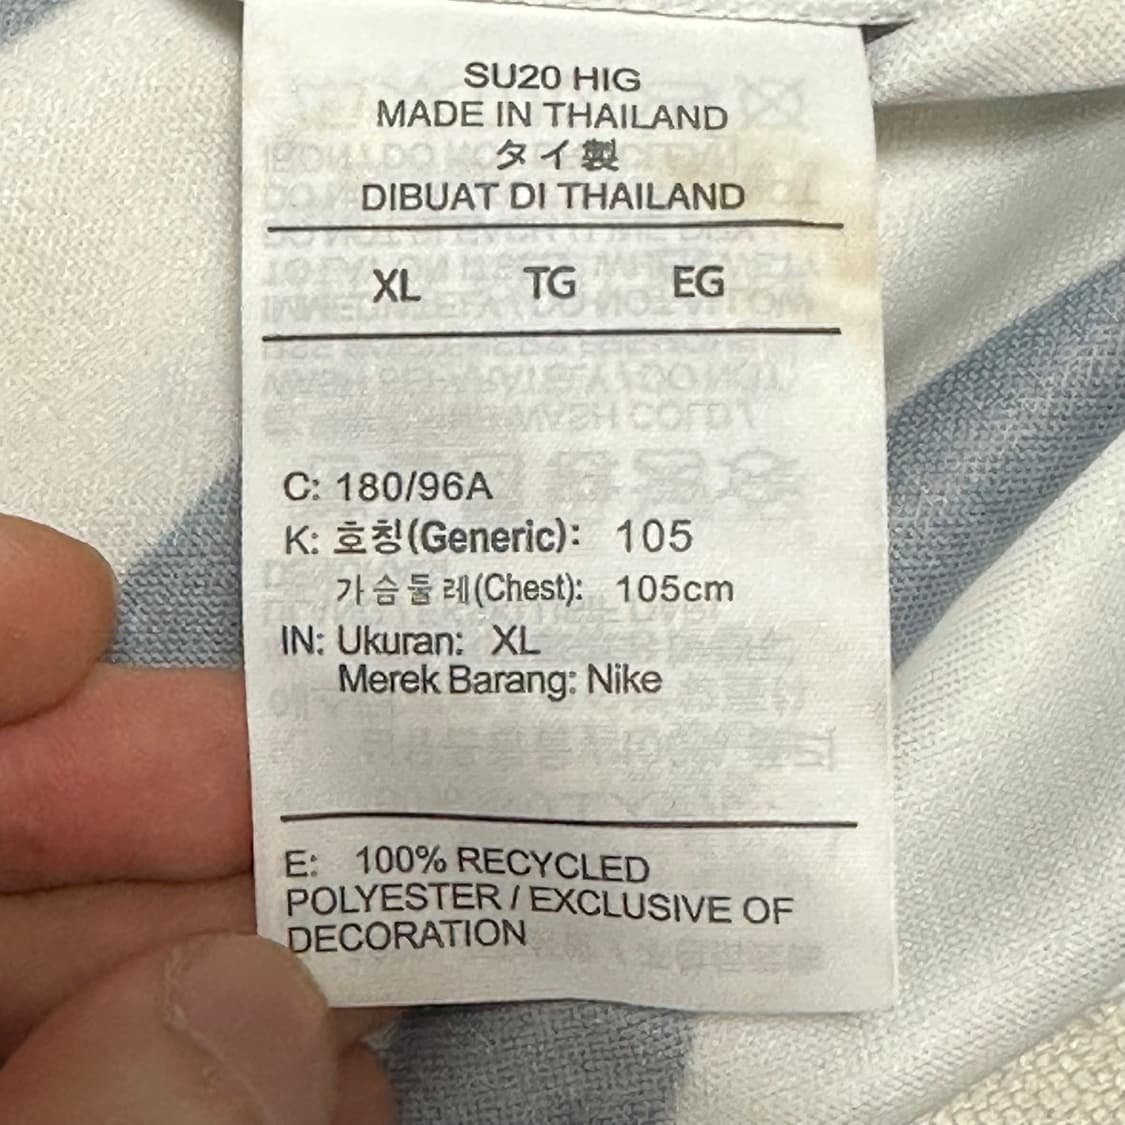 SU20 HIG
MADE IN THAILAND
タイ製
DIBUAT DI THAILAND
XL TG EG
C: 180/96A
K: 호칭(Generic): 105
가슴둘레(Chest): 105cm
IN: Ukuran: XL
Merek Barang: Nike
E: 100% RECYCLED
POLYESTER / EXCLUSIVE OF
DECORATION